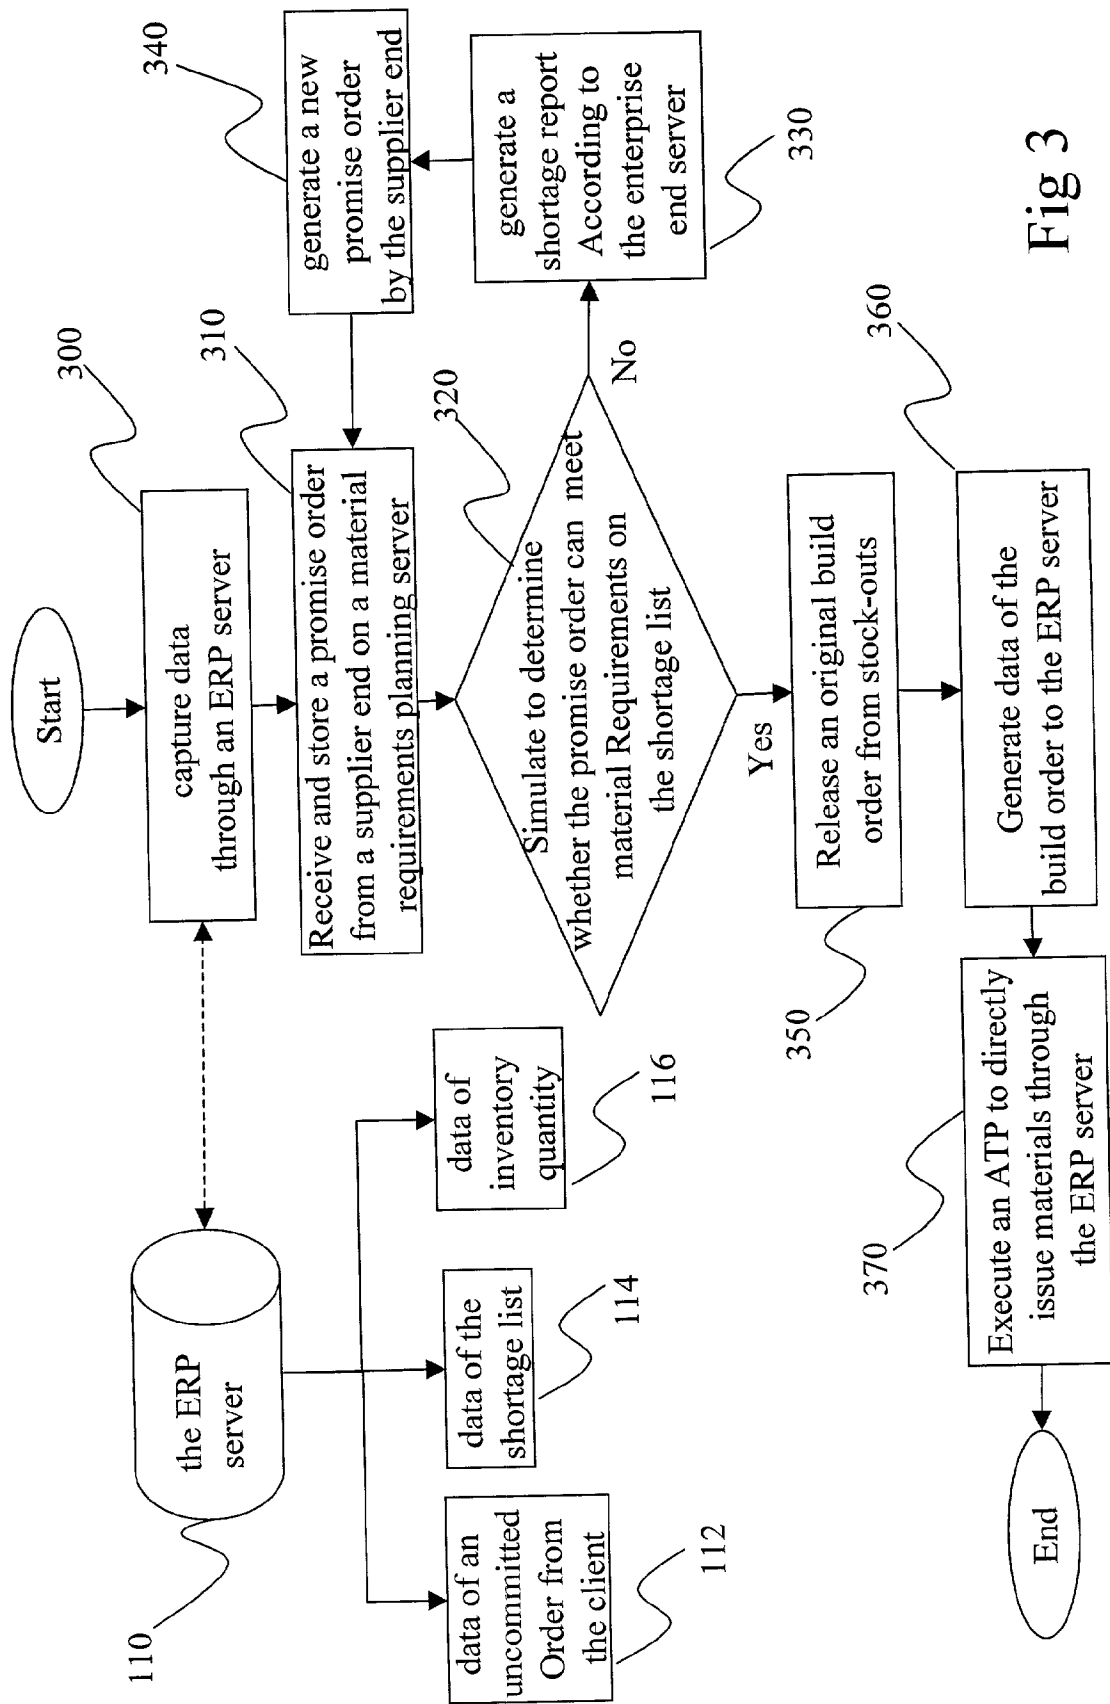 Start
300
capture data
through an ERP server
the ERP
server
110
310
Receive and store a promise order
from a supplier end on a material
requirements planning server
340
generate a new
promise order
by the supplier end
320
Simulate to determine
whether the promise order can meet
material Requirements on
the shortage list
No
generate a
shortage report
According to
the enterprise
end server
330
data of an
uncommitted
Order from
the client
112
data of the
shortage list
114
data of
inventory
quantity
116
Yes
Release an original build
order from stock-outs
350
360
Generate data of the
build order to the ERP server
370
Execute an ATP to directly
issue materials through
the ERP server
End
Fig 3